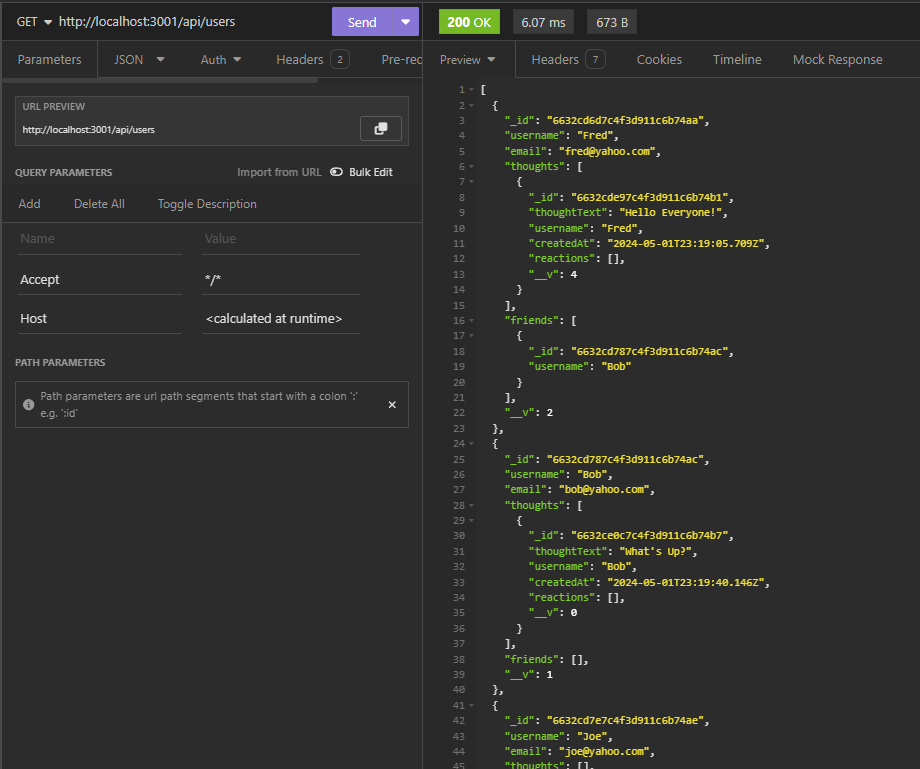 GET http://localhost:3001/api/users Send
Parameters JSON Auth Headers 2 Pre-rec
URL PREVIEW
http://localhost:3001/api/users
QUERY PARAMETERS Import from URL Bulk Edit
Add Delete All Toggle Description
Name Value
Accept */*
Host <calculated at runtime>
PATH PARAMETERS
Path parameters are url path segments that start with a colon ':'
e.g. ':id'
200 OK 6.07 ms 673 B
Preview Headers 7 Cookies Timeline Mock Response
1 [
2 {
3 "_id": "6632cd6d7c4f3d911c6b74aa",
4 "username": "Fred",
5 "email": "fred@yahoo.com",
6 "thoughts": [
7 {
8 "_id": "6632cde97c4f3d911c6b74b1",
9 "thoughtText": "Hello Everyone!",
10 "username": "Fred",
11 "createdAt": "2024-05-01T23:19:05.709Z",
12 "reactions": [],
13 "__v": 4
14 }
15 ],
16 "friends": [
17 {
18 "_id": "6632cd787c4f3d911c6b74ac",
19 "username": "Bob"
20 }
21 ],
22 "__v": 2
23 },
24 {
25 "_id": "6632cd787c4f3d911c6b74ac",
26 "username": "Bob",
27 "email": "bob@yahoo.com",
28 "thoughts": [
29 {
30 "_id": "6632ce0c7c4f3d911c6b74b7",
31 "thoughtText": "What's Up?",
32 "username": "Bob",
33 "createdAt": "2024-05-01T23:19:40.146Z",
34 "reactions": [],
35 "__v": 0
36 }
37 ],
38 "friends": [],
39 "__v": 1
40 },
41 {
42 "_id": "6632cd7e7c4f3d911c6b74ae",
43 "username": "Joe",
44 "email": "joe@yahoo.com",
45 "thoughts": [],